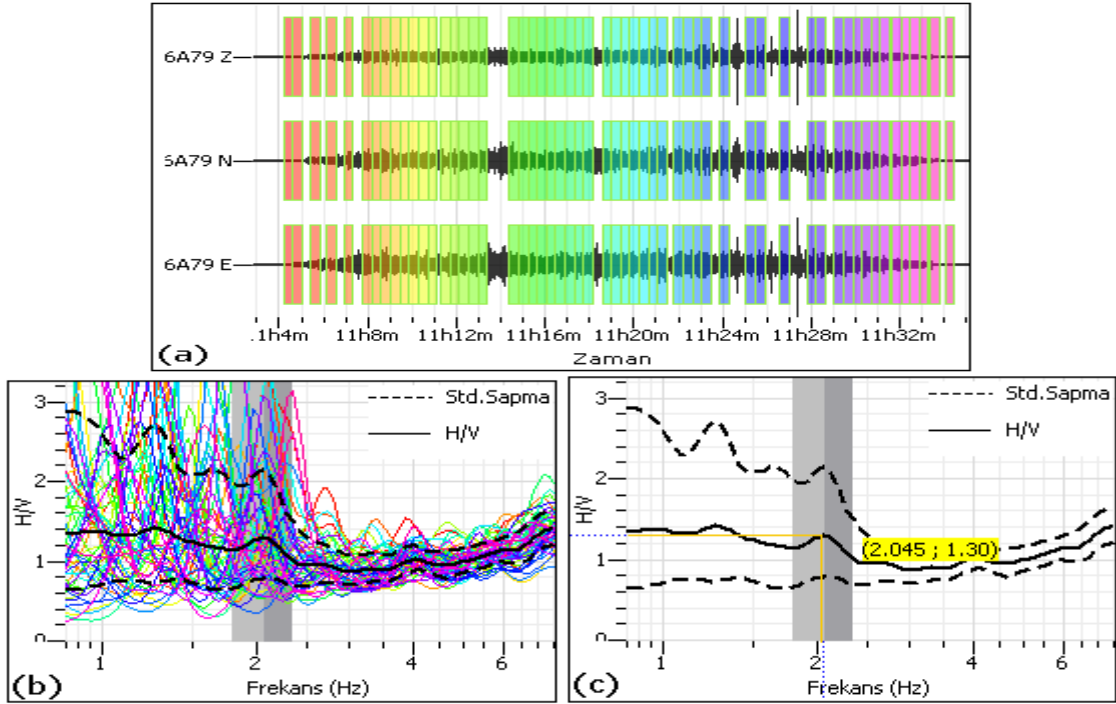 6A79 Z
5A79 N
6A79 E
.1h4m 11h8m 11h12m 11h16m 11h20m 11h24m 11h28m 11h32m
(a)
Zaman
3
2
1
0
H/V
Std.Sapma
H/V
1 2 4 6
(b)
Frekans (Hz)
3
2
1
0
H/V
Std.Sapma
H/V
(2.045 ; 1.30)
1 2 4 6
(c)
Frekans (Hz)